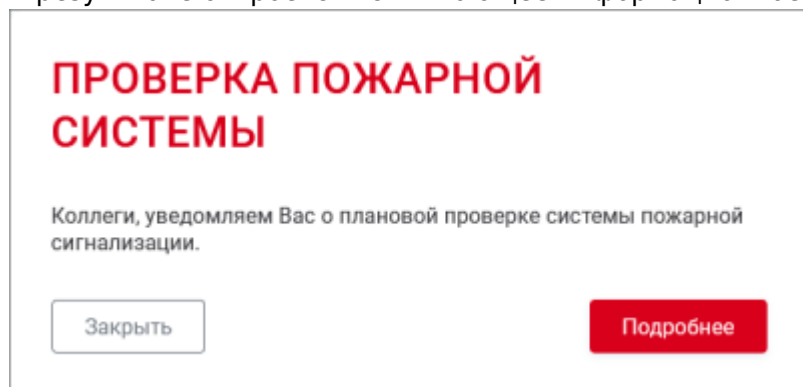 ПРОВЕРКА ПОЖАРНОЙ
СИСТЕМЫ
Коллеги, уведомляем Вас о плановой проверке системы пожарной
сигнализации.
Закрыть
Подробнее